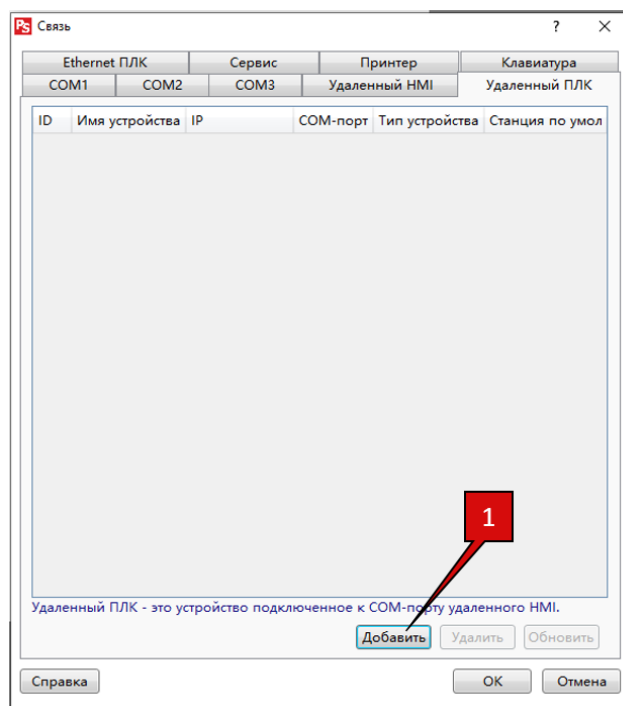 PS Связь ? ×
Ethernet ПЛК Сервис Принтер Клавиатура
COM1 COM2 COM3 Удаленный HMI Удаленный ПЛК
ID Имя устройства IP COM-порт Тип устройства Станция по умол
1
Удаленный ПЛК - это устройство подключенное к COM-порту удаленного HMI.
Добавить Удалить Обновить
Справка OK Отмена